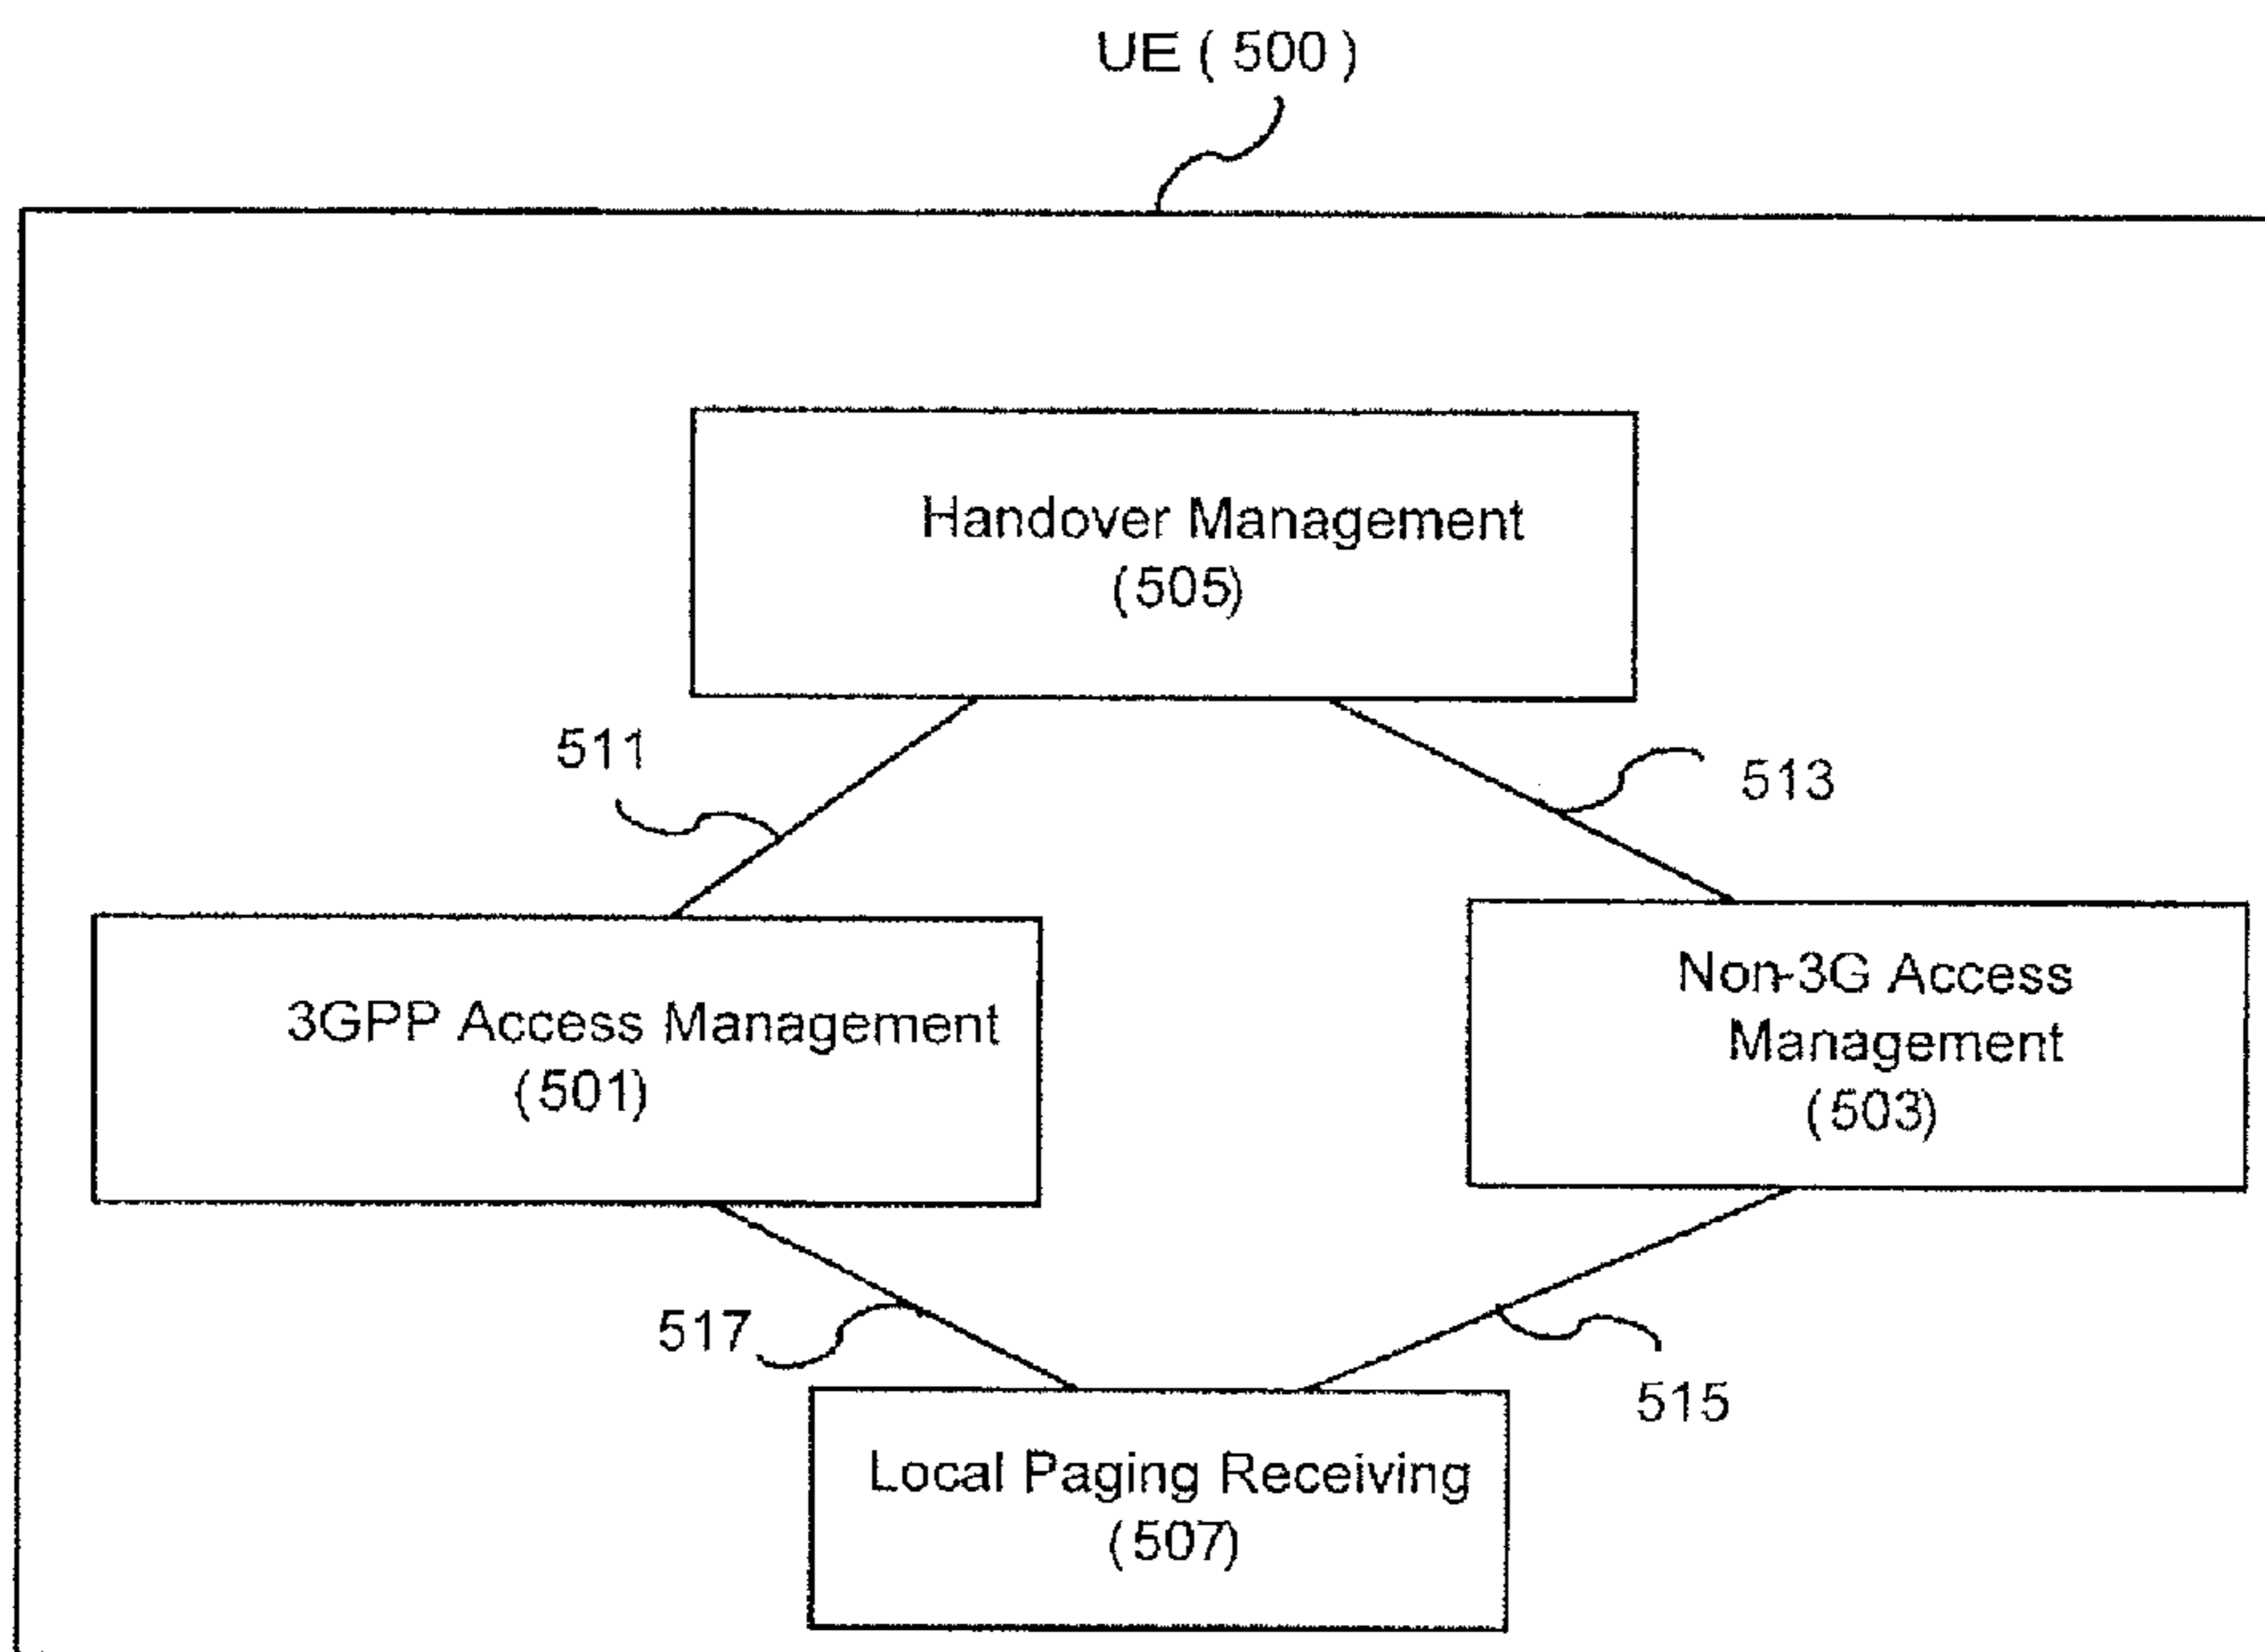 UE ( 500 )
Handover Management
(505)
511
513
3GPP Access Management
(501)
Non-3G Access
Management
(503)
517
515
Local Paging Receiving
(507)